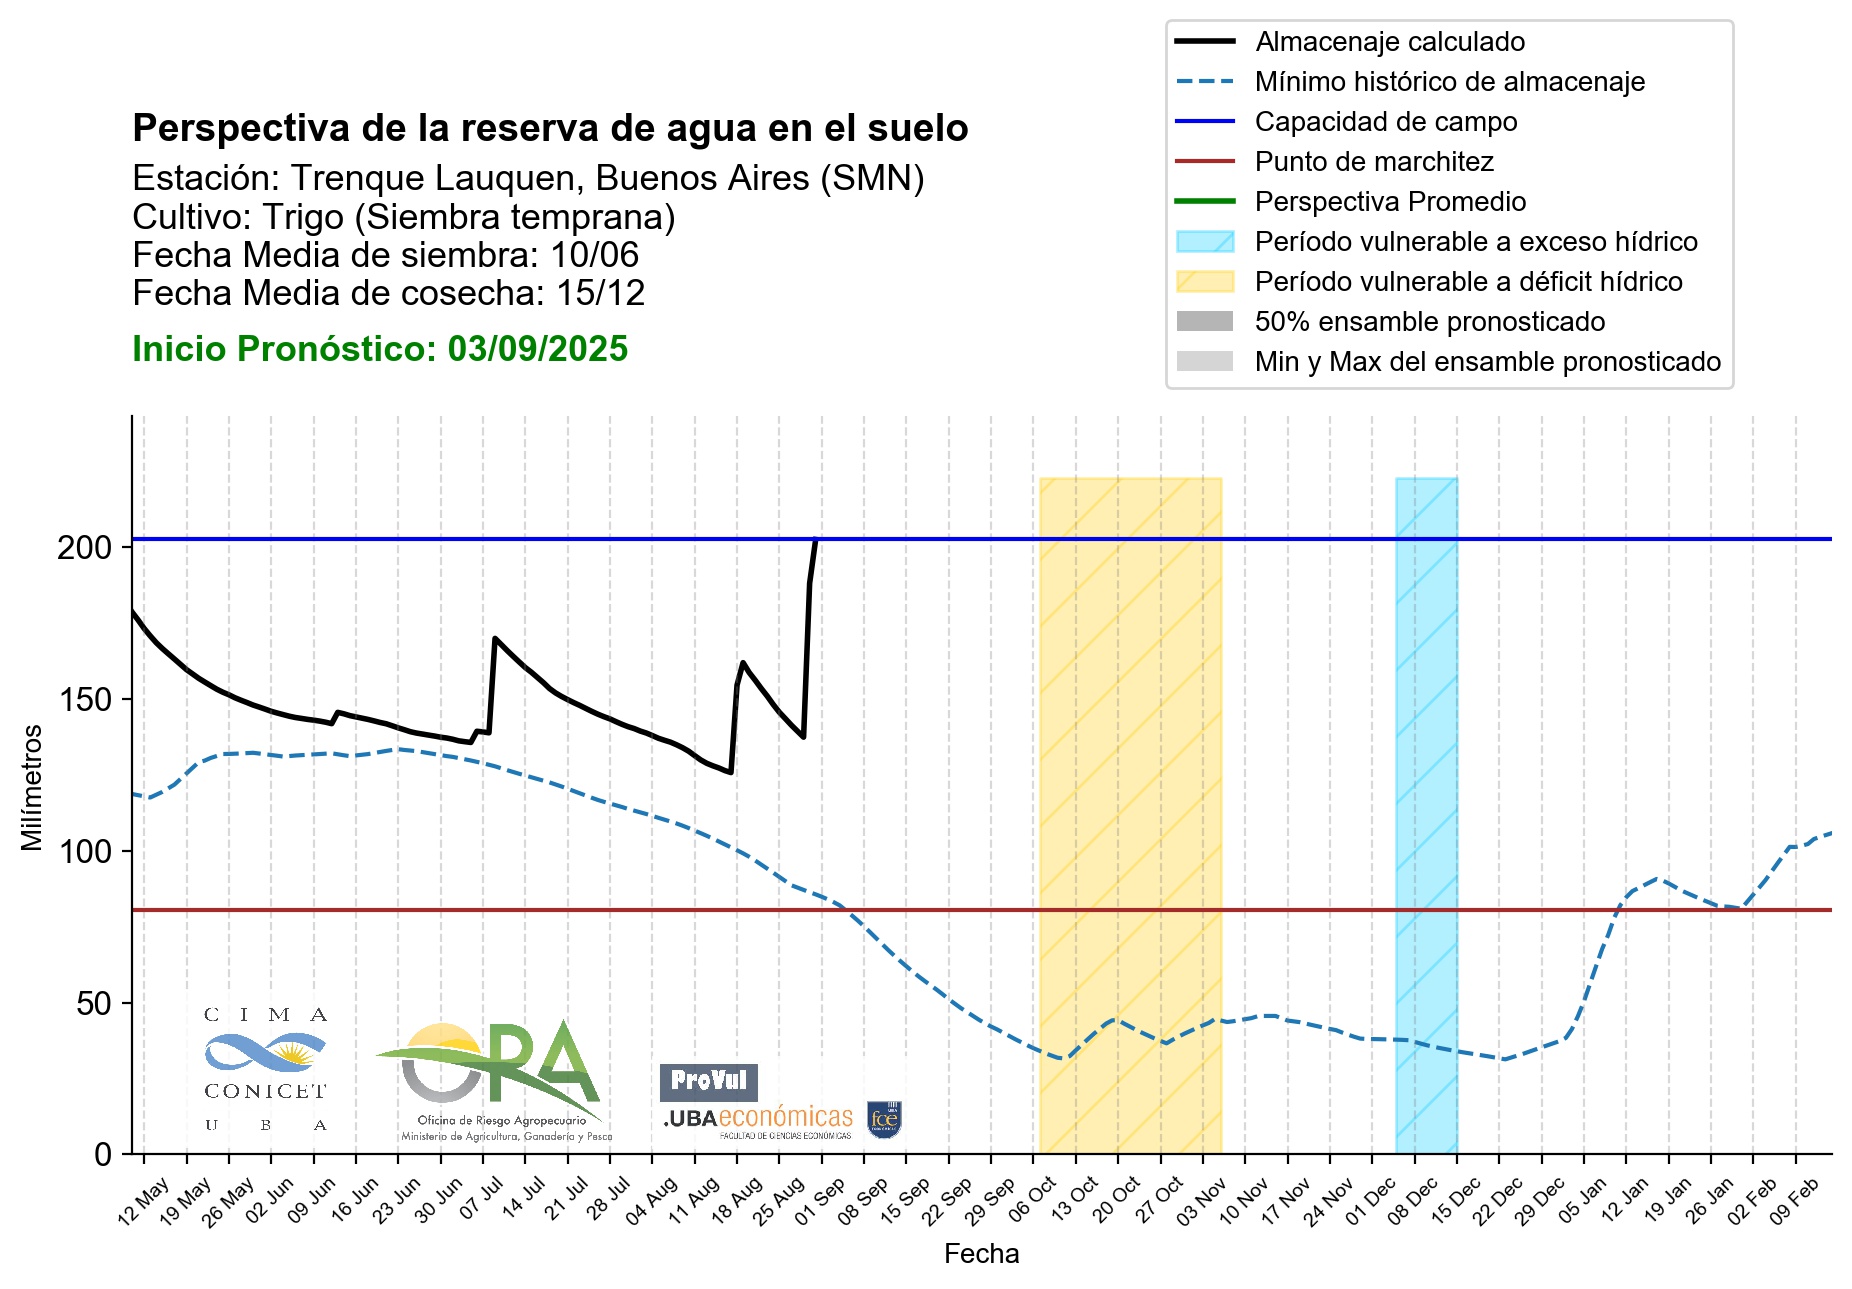 Almacenaje calculado
Mínimo histórico de almacenaje
Capacidad de campo
Punto de marchitez
Perspectiva Promedio
Período vulnerable a exceso hídrico
Período vulnerable a déficit hídrico
50% ensamble pronosticado
Min y Max del ensamble pronosticado
Perspectiva de la reserva de agua en el suelo
Estación: Trenque Lauquen, Buenos Aires (SMN)
Cultivo: Trigo (Siembra temprana)
Fecha Media de siembra: 10/06
Fecha Media de cosecha: 15/12
Inicio Pronóstico: 03/09/2025
Milímetros
200
150
100
50
0
CIMA
CONICET
UBA
ORA
Oficina de Riesgo Agropecuario
Ministerio de Agricultura, Ganadería y Pesca
ProVul
.UBAeconómicas
FACULTAD DE CIENCIAS ECONÓMICAS
UBA
fce
12 May
19 May
26 May
02 Jun
09 Jun
16 Jun
23 Jun
30 Jun
07 Jul
14 Jul
21 Jul
28 Jul
04 Aug
11 Aug
18 Aug
25 Aug
01 Sep
08 Sep
15 Sep
22 Sep
29 Sep
06 Oct
13 Oct
20 Oct
27 Oct
03 Nov
10 Nov
17 Nov
24 Nov
01 Dec
08 Dec
15 Dec
22 Dec
29 Dec
05 Jan
12 Jan
19 Jan
26 Jan
02 Feb
09 Feb
Fecha